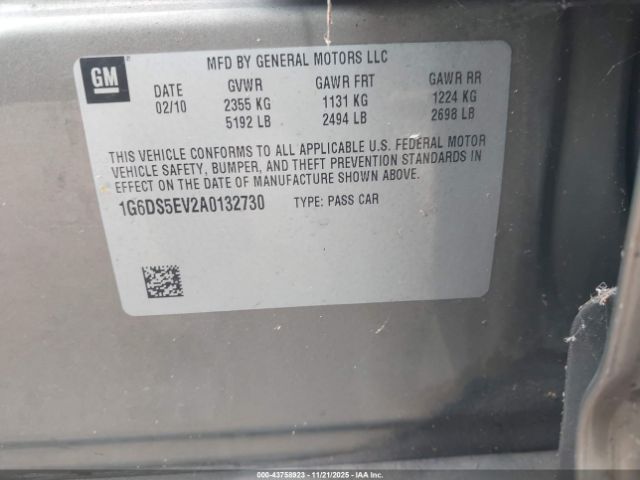 GM
MFD BY GENERAL MOTORS LLC
DATE GVWR GAWR FRT GAWR RR
02/10 2355 KG 1131 KG 1224 KG
5192 LB 2494 LB 2698 LB
THIS VEHICLE CONFORMS TO ALL APPLICABLE U.S. FEDERAL MOTOR
VEHICLE SAFETY, BUMPER, AND THEFT PREVENTION STANDARDS IN
EFFECT ON THE DATE OF MANUFACTURE SHOWN ABOVE.
1G6DS5EV2A0132730 TYPE: PASS CAR
000-43758923 | 11/21/2025 - IAAI.COM